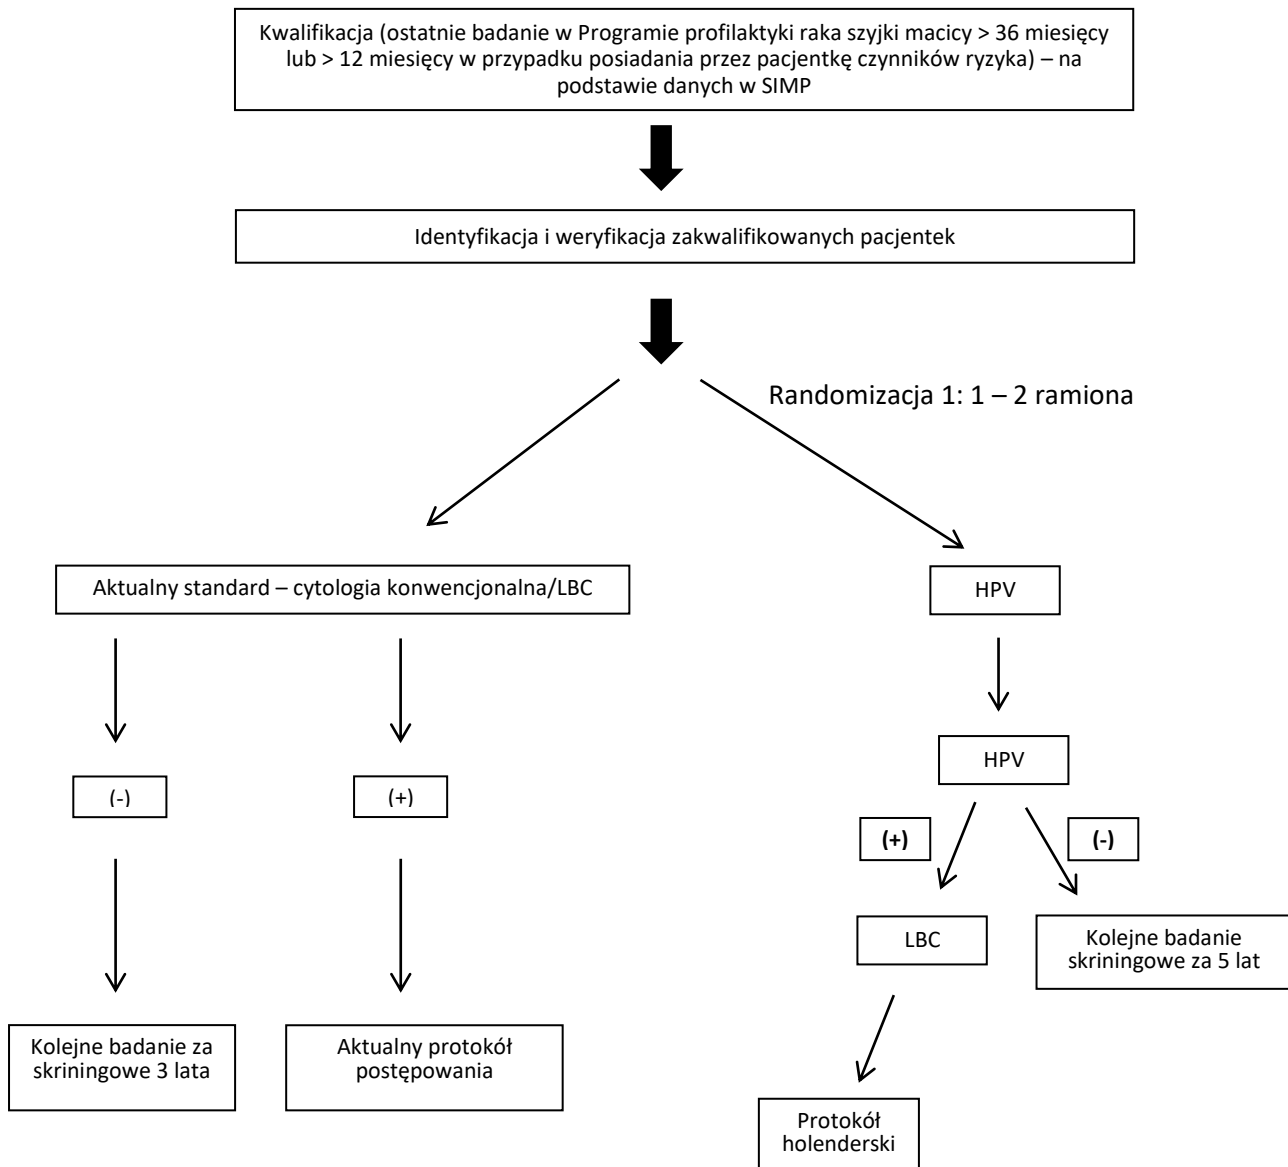 Kwalifikacja (ostatnie badanie w Programie profilaktyki raka szyjki macicy > 36 miesięcy
lub > 12 miesięcy w przypadku posiadania przez pacjentkę czynników ryzyka) – na
podstawie danych w SIMP
Identyfikacja i weryfikacja zakwalifikowanych pacjentek
Randomizacja 1: 1 – 2 ramiona
Aktualny standard – cytologia konwencjonalna/LBC
HPV
(-)
(+)
HPV
(+)
(-)
LBC
Kolejne badanie
skriningowe za 5 lat
Kolejne badanie za
skriningowe 3 lata
Aktualny protokół
postępowania
Protokół
holenderski